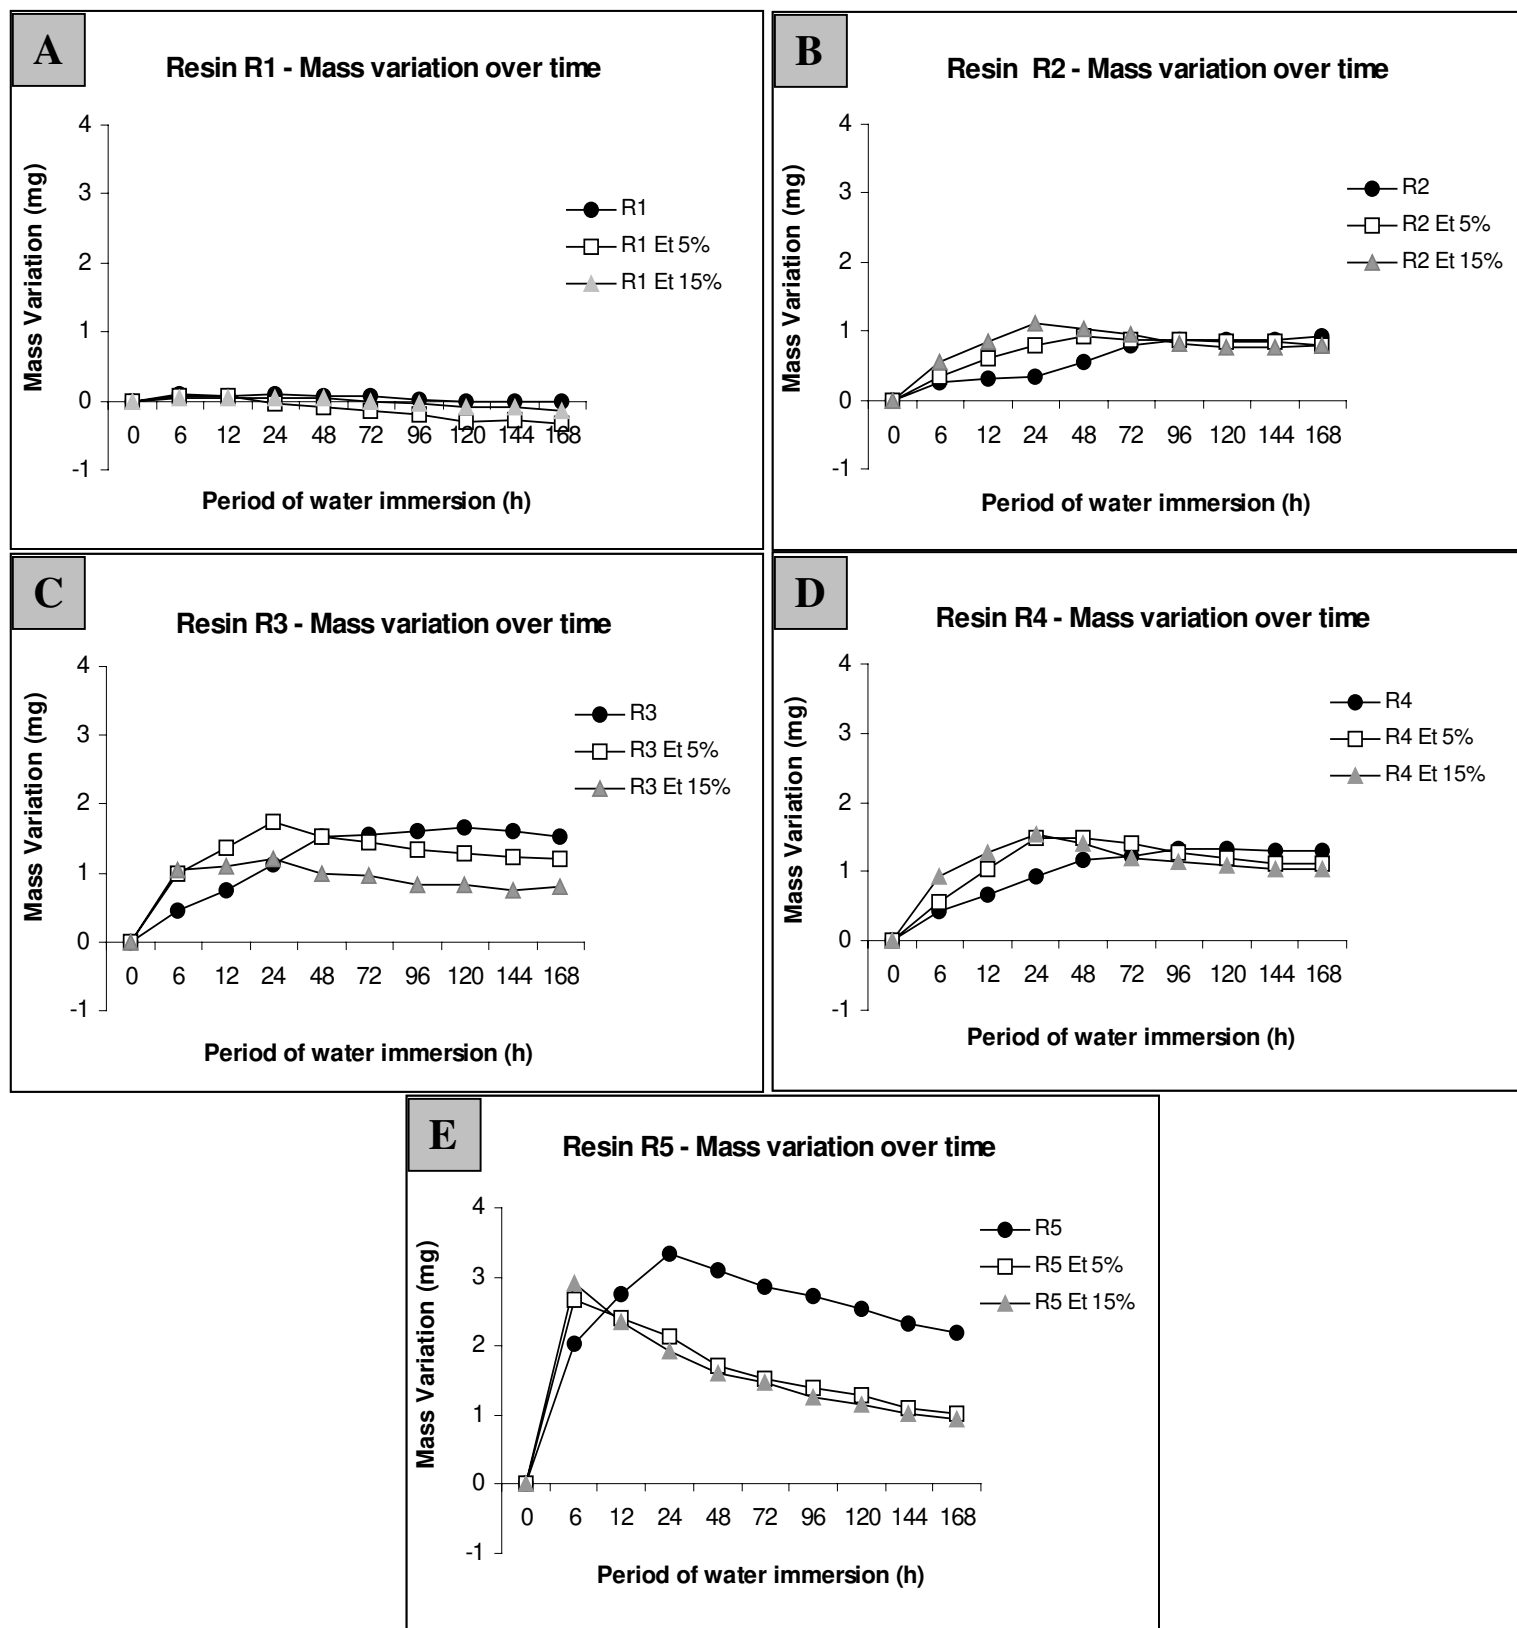 A
Resin R1 - Mass variation over time
4
3
2
1
0
-1
Mass Variation (mg)
0 6 12 24 48 72 96 120 144 168
Period of water immersion (h)
R1
R1 Et 5%
R1 Et 15%
B
Resin R2 - Mass variation over time
4
3
2
1
0
-1
Mass Variation (mg)
0 6 12 24 48 72 96 120 144 168
Period of water immersion (h)
R2
R2 Et 5%
R2 Et 15%
C
Resin R3 - Mass variation over time
4
3
2
1
0
-1
Mass Variation (mg)
0 6 12 24 48 72 96 120 144 168
Period of water immersion (h)
R3
R3 Et 5%
R3 Et 15%
D
Resin R4 - Mass variation over time
4
3
2
1
0
-1
Mass Variation (mg)
0 6 12 24 48 72 96 120 144 168
Period of water immersion (h)
R4
R4 Et 5%
R4 Et 15%
E
Resin R5 - Mass variation over time
4
3
2
1
0
-1
Mass Variation (mg)
0 6 12 24 48 72 96 120 144 168
Period of water immersion (h)
R5
R5 Et 5%
R5 Et 15%